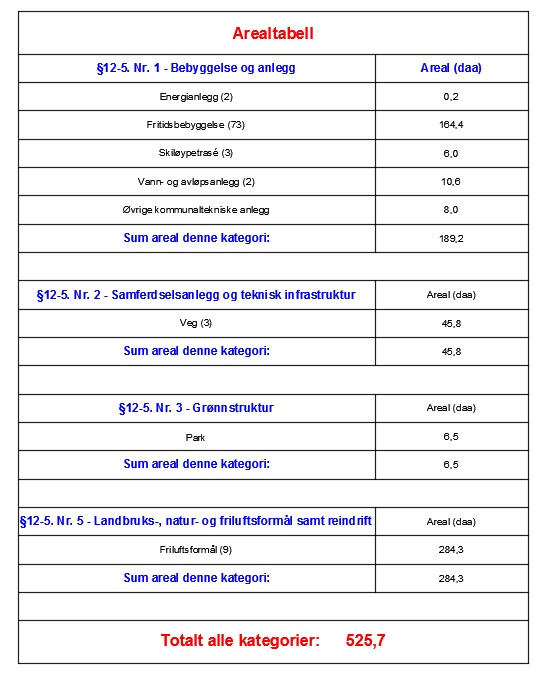 Arealtabell
§12-5. Nr. 1 - Bebyggelse og anlegg Areal (daa)
Energianlegg (2) 0,2
Fritidsbebyggelse (73) 164,4
Skiløypetrasé (3) 6,0
Vann- og avløpsanlegg (2) 10,6
Øvrige kommunaltekniske anlegg 8,0
Sum areal denne kategori: 189,2
§12-5. Nr. 2 - Samferdselsanlegg og teknisk infrastruktur Areal (daa)
Veg (3) 45,8
Sum areal denne kategori: 45,8
§12-5. Nr. 3 - Grønnstruktur Areal (daa)
Park 6,5
Sum areal denne kategori: 6,5
§12-5. Nr. 5 - Landbruks-, natur- og friluftsformål samt reindrift Areal (daa)
Friluftsformål (9) 284,3
Sum areal denne kategori: 284,3
Totalt alle kategorier: 525,7